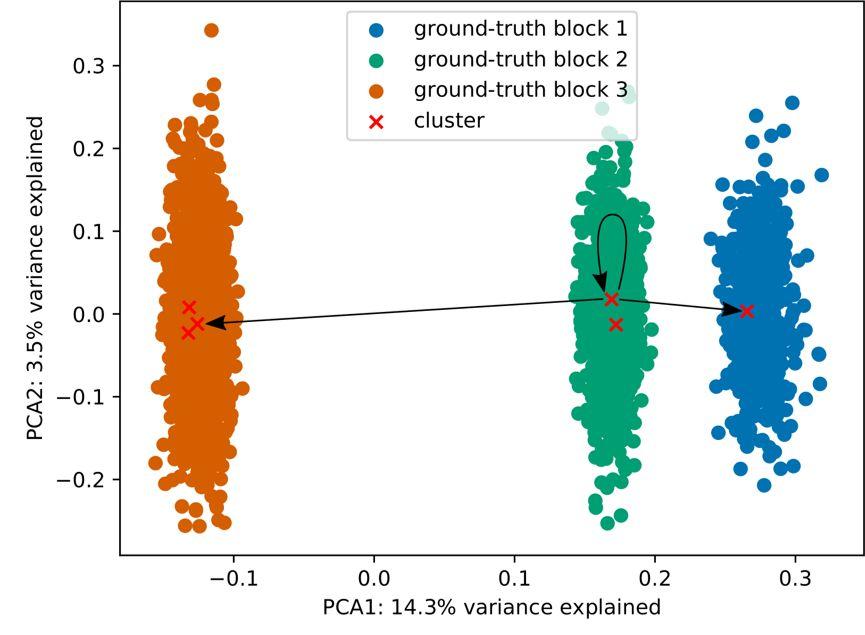 ground-truth block 1
ground-truth block 2
ground-truth block 3
cluster
PCA2: 3.5% variance explained
0.3
0.2
0.1
0.0
−0.1
−0.2
−0.1
0.0
0.1
0.2
0.3
PCA1: 14.3% variance explained